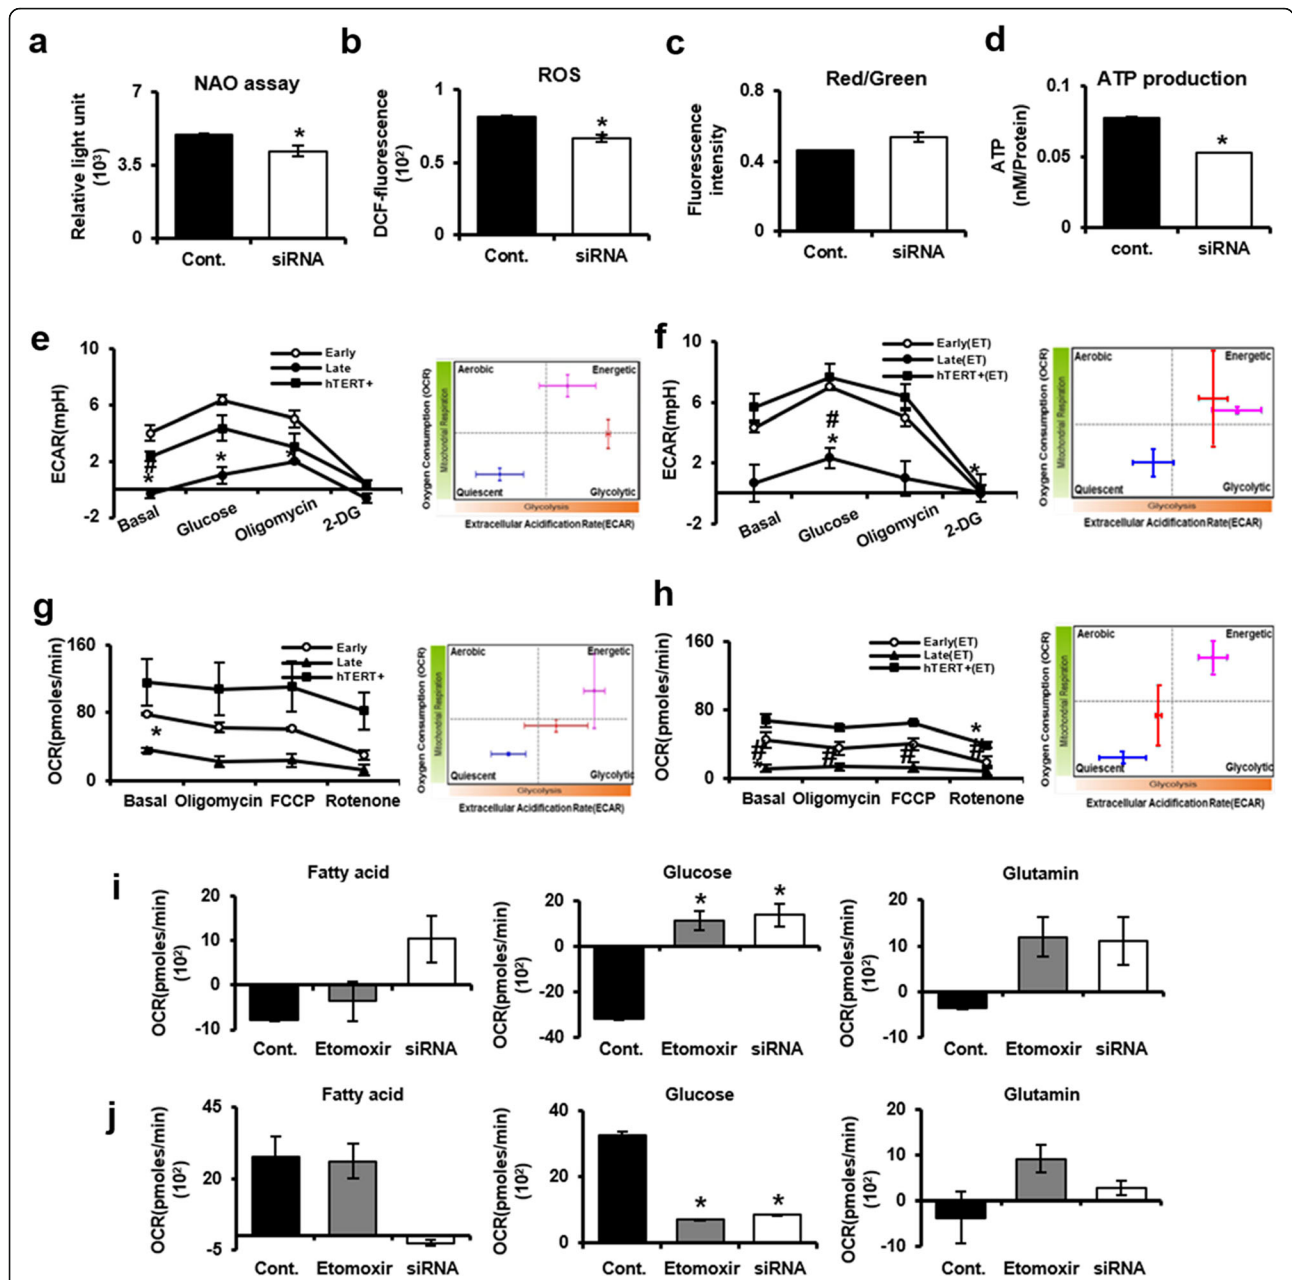 a
NAO assay
Relative light unit
(10³)
7
3.5
0
*
Cont.
siRNA
b
ROS
DCF-fluorescence
(10²)
1
0.5
0
*
Cont.
siRNA
c
Red/Green
Fluorescence
intensity
0.8
0.4
0
Cont.
siRNA
d
ATP production
ATP
(nM/Protein)
0.1
0.05
0
*
cont.
siRNA
e
ECAR(mpH)
10
6
2
-2
Early
Late
hTERT+
#
*
*
*
Basal
Glucose
Oligomycin
2-DG
Oxygen Consumption (OCR)
Mitochondrial Respiration
Aerobic
Energetic
Quiescent
Glycolytic
Glycolysis
Extracellular Acidification Rate(ECAR)
f
ECAR(mpH)
10
6
2
-2
Early(ET)
Late(ET)
hTERT+(ET)
#
*
*
Basal
Glucose
Oligomycin
2-DG
Oxygen Consumption (OCR)
Mitochondrial Respiration
Aerobic
Energetic
Quiescent
Glycolytic
Glycolysis
Extracellular Acidification Rate(ECAR)
g
OCR(pmoles/min)
160
80
0
Early
Late
hTERT+
*
Basal
Oligomycin
FCCP
Rotenone
Oxygen Consumption (OCR)
Mitochondrial Respiration
Aerobic
Energetic
Quiescent
Glycolytic
Glycolysis
Extracellular Acidification Rate(ECAR)
h
OCR(pmoles/min)
160
80
0
Early(ET)
Late(ET)
hTERT+(ET)
#
*
#
#
*
#
Basal
Oligomycin
FCCP
Rotenone
Oxygen Consumption (OCR)
Mitochondrial Respiration
Aerobic
Energetic
Quiescent
Glycolytic
Glycolysis
Extracellular Acidification Rate(ECAR)
i
Fatty acid
OCR(pmoles/min)
(10²)
20
10
0
-10
Cont.
Etomoxir
siRNA
Glucose
OCR(pmoles/min)
(10²)
20
0
-20
-40
*
*
Cont.
Etomoxir
siRNA
Glutamin
OCR(pmoles/min)
(10²)
20
10
0
-10
Cont.
Etomoxir
siRNA
j
Fatty acid
OCR(pmoles/min)
(10²)
45
20
-5
Cont.
Etomoxir
siRNA
Glucose
OCR(pmoles/min)
(10²)
40
20
0
*
*
Cont.
Etomoxir
siRNA
Glutamin
OCR(pmoles/min)
(10²)
20
10
0
-10
Cont.
Etomoxir
siRNA